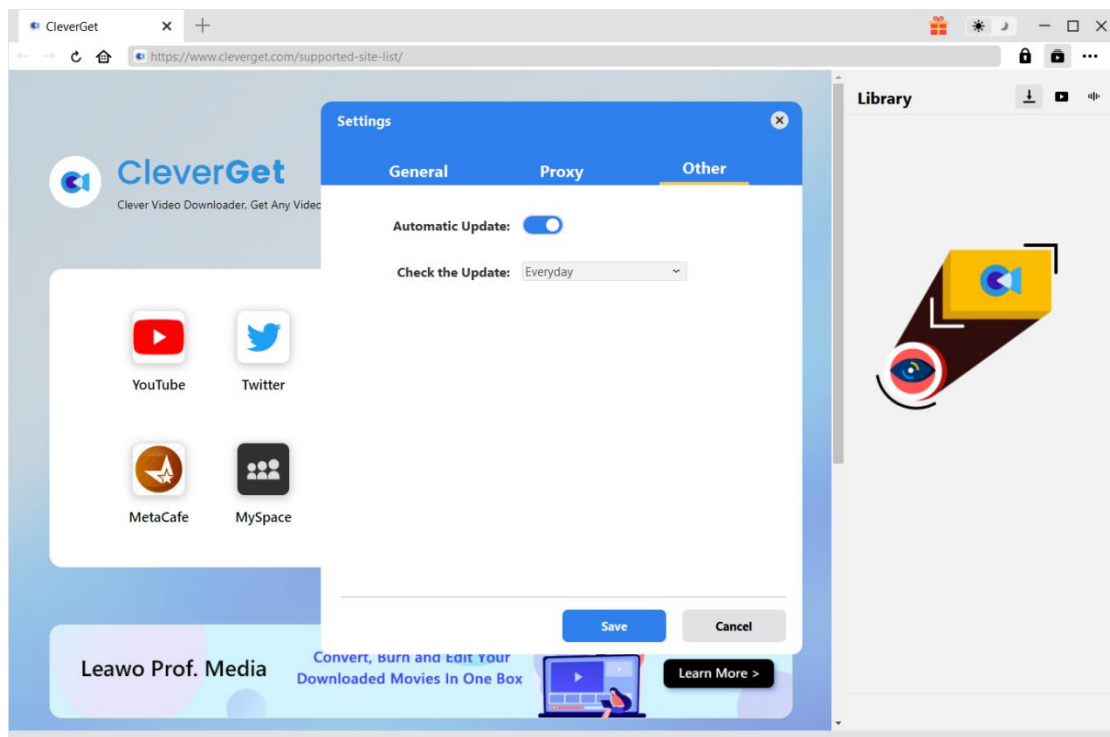 CleverGet
https://www.cleverget.com/supported-site-list/
Library
Settings
General Proxy Other
CleverGet
Clever Video Downloader, Get Any Video
Automatic Update:
Check the Update: Everyday
YouTube Twitter
MetaCafe MySpace
Save Cancel
Leawo Prof. Media
Convert, Burn and Edit Your
Downloaded Movies In One Box
Learn More >